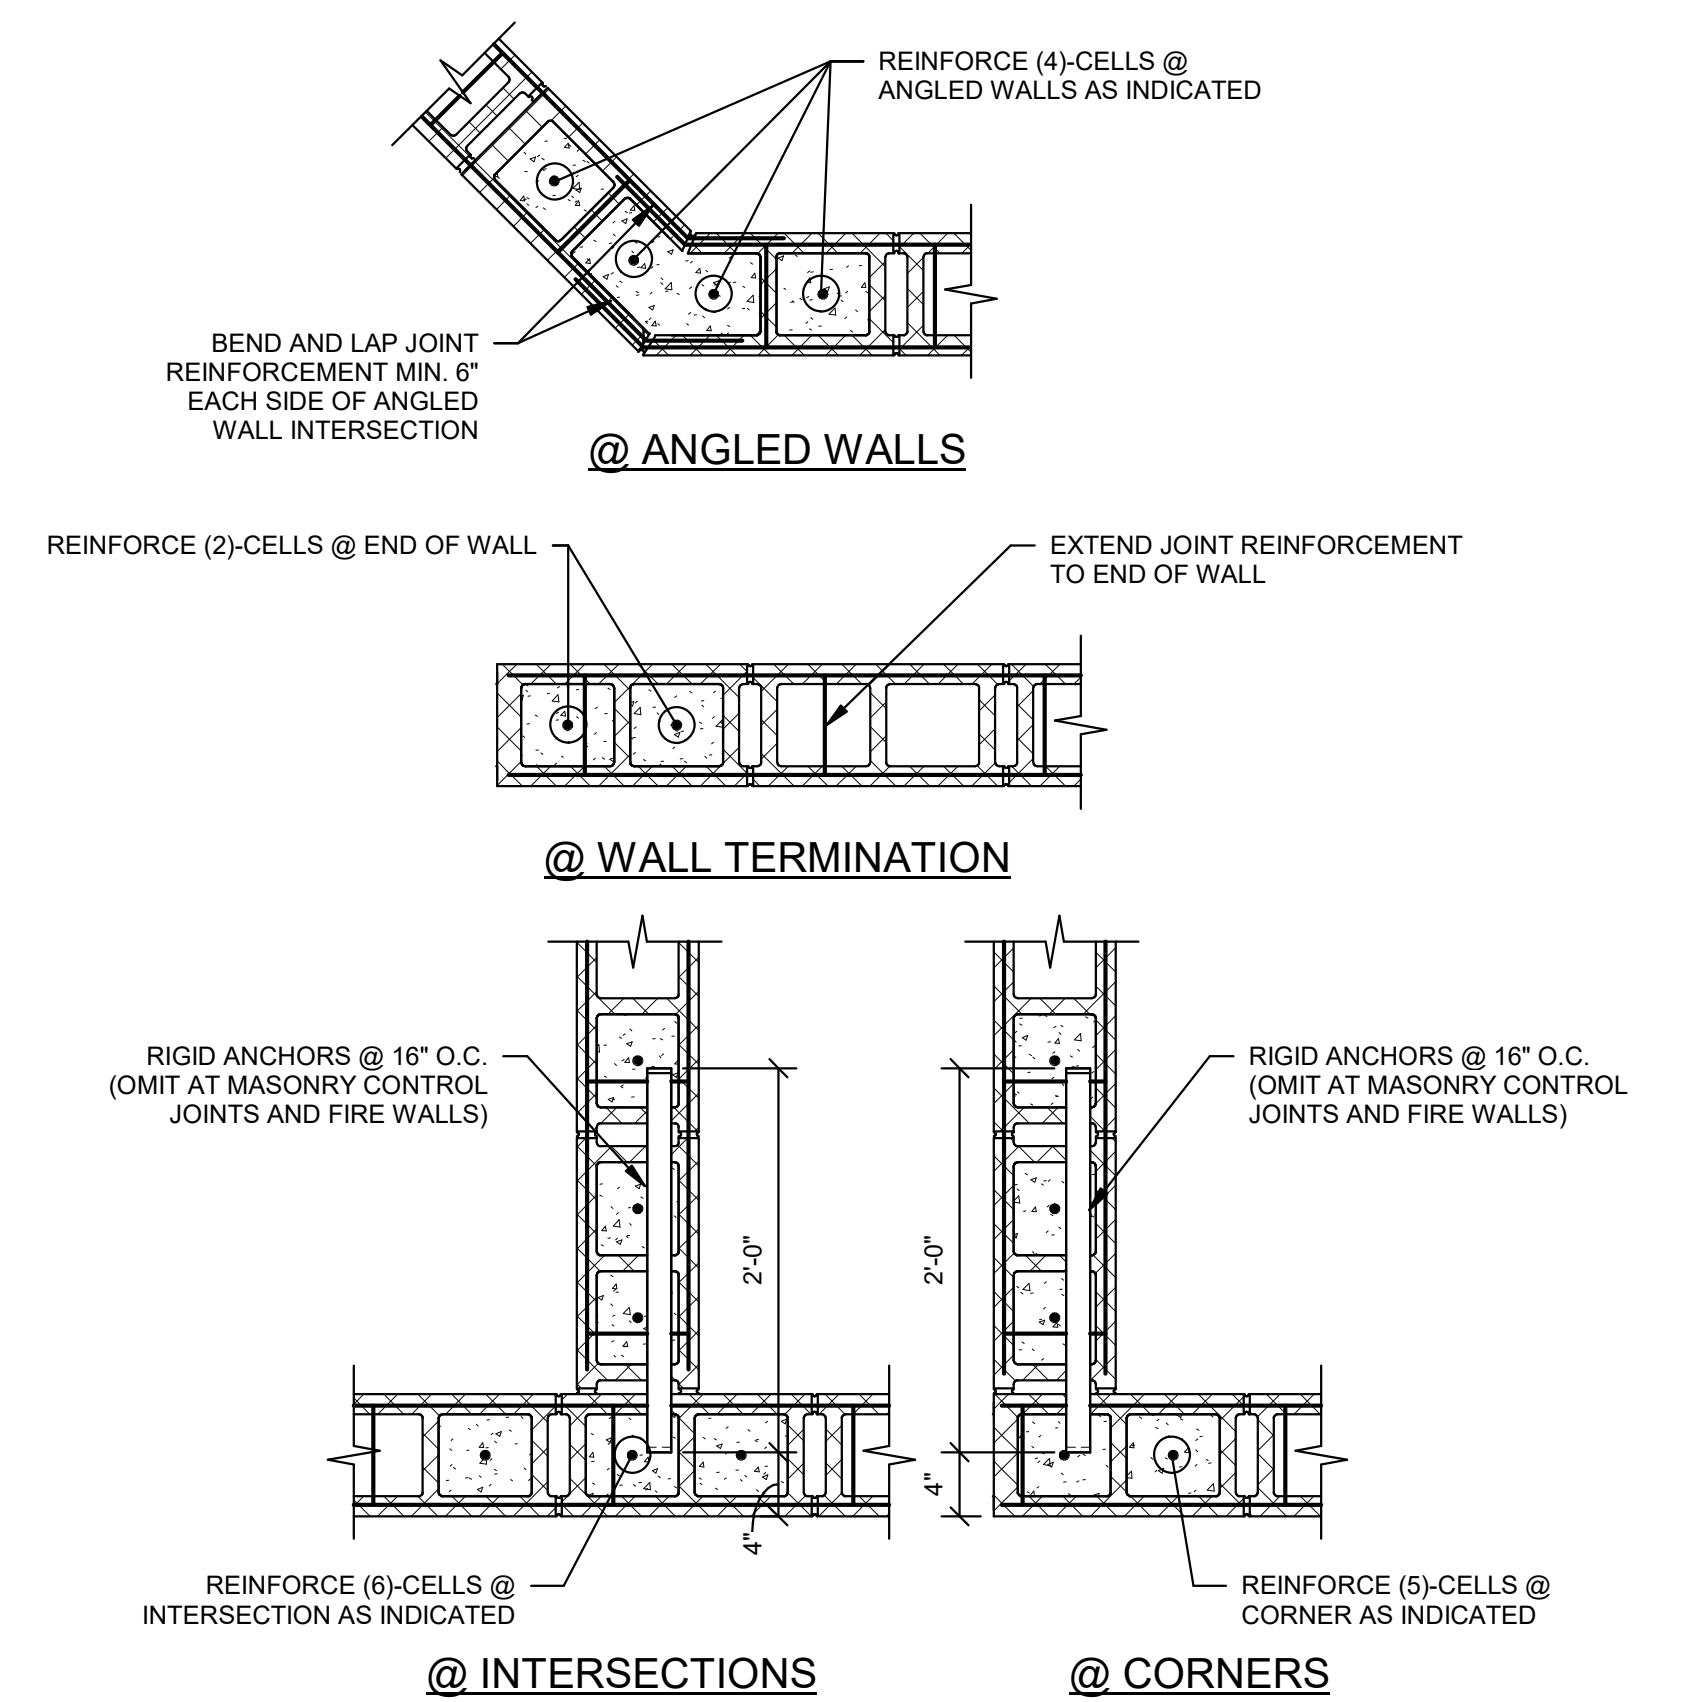 REINFORCE (4)-CELLS @
ANGLED WALLS AS INDICATED
BEND AND LAP JOINT
REINFORCEMENT MIN. 6"
EACH SIDE OF ANGLED
WALL INTERSECTION
@ ANGLED WALLS
REINFORCE (2)-CELLS @ END OF WALL
EXTEND JOINT REINFORCEMENT
TO END OF WALL
@ WALL TERMINATION
RIGID ANCHORS @ 16" O.C.
(OMIT AT MASONRY CONTROL
JOINTS AND FIRE WALLS)
2'-0"
4"
REINFORCE (6)-CELLS @
INTERSECTION AS INDICATED
@ INTERSECTIONS
RIGID ANCHORS @ 16" O.C.
(OMIT AT MASONRY CONTROL
JOINTS AND FIRE WALLS)
2'-0"
4"
REINFORCE (5)-CELLS @
CORNER AS INDICATED
@ CORNERS